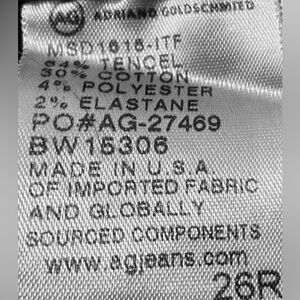 AG ADRIANO GOLDSCHMIED
MSD1616-ITF
64% TENCEL
30% COTTON
4% POLYESTER
2% ELASTANE
PO#AG-27469
BW15306
MADE IN U.S.A
OF IMPORTED FABRIC
AND GLOBALLY
SOURCED COMPONENTS
www.agjeans.com
26R